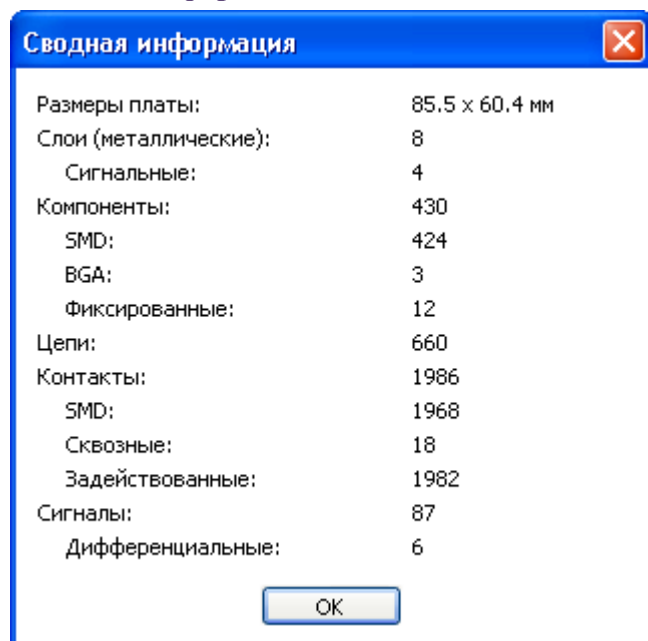 Сводная информация
Размеры платы: 85.5 x 60.4 мм
Слои (металлические): 8
Сигнальные: 4
Компоненты: 430
SMD: 424
BGA: 3
Фиксированные: 12
Цепи: 660
Контакты: 1986
SMD: 1968
Сквозные: 18
Задействованные: 1982
Сигналы: 87
Дифференциальные: 6
OK